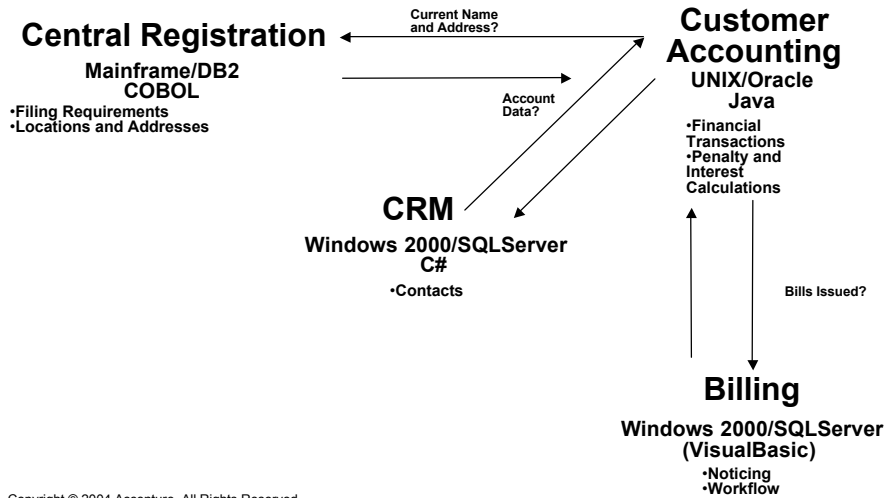 Current Name
and Address?
Central Registration
Mainframe/DB2
COBOL
•Filing Requirements
•Locations and Addresses
Customer
Accounting
UNIX/Oracle
Java
•Financial
Transactions
•Penalty and
Interest
Calculations
Account
Data?
CRM
Windows 2000/SQLServer
C#
•Contacts
Bills Issued?
Billing
Windows 2000/SQLServer
(VisualBasic)
•Noticing
•Workflow
Copyright © 2004 Accenture. All Rights Reserved.